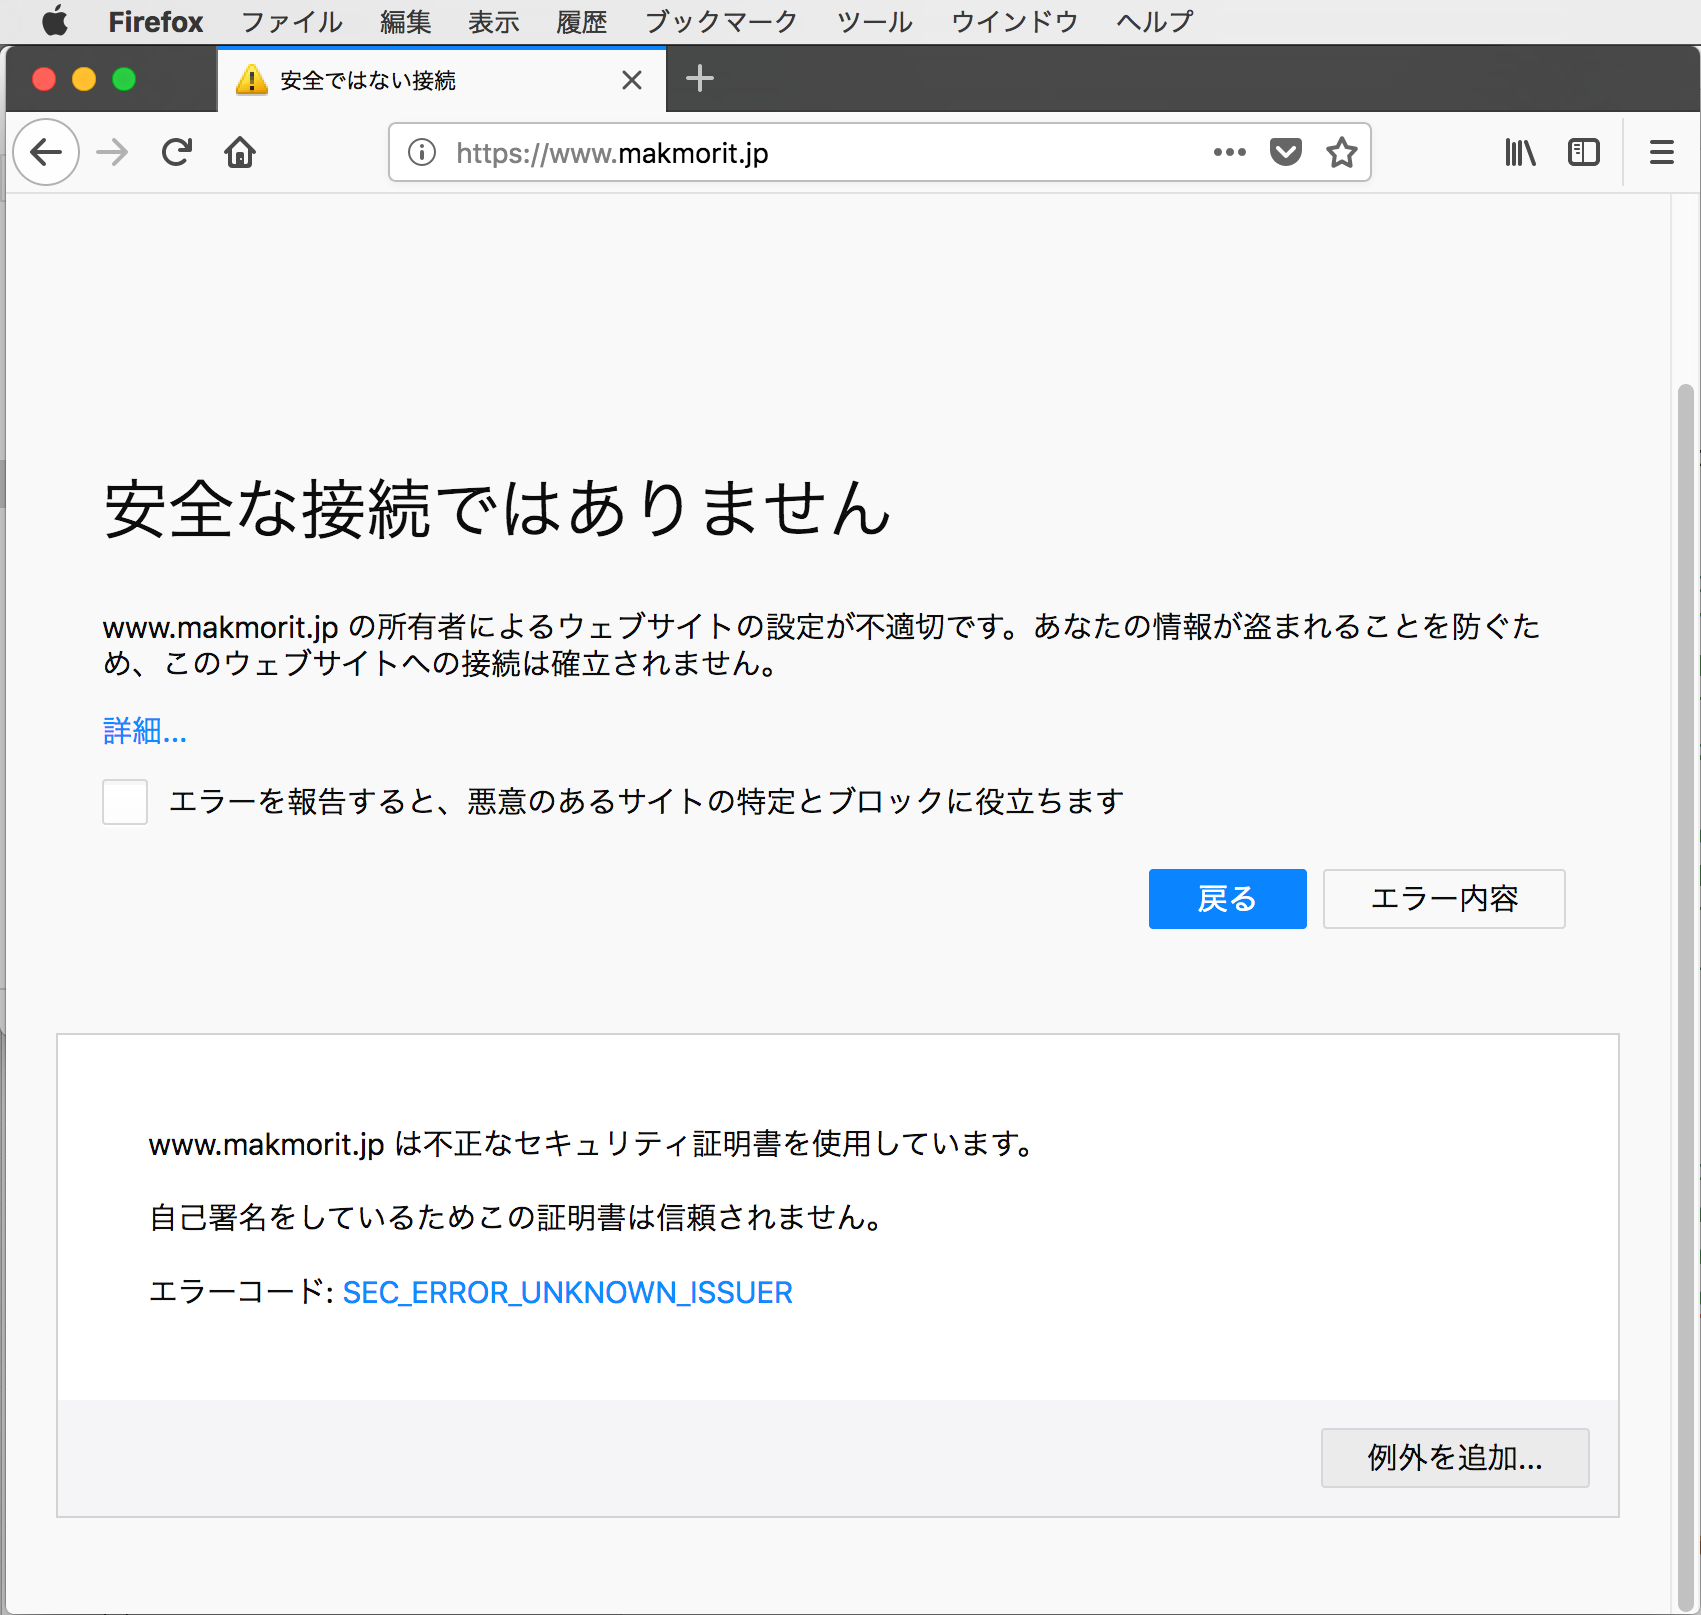 Firefox ファイル 編集 表示 履歴 ブックマーク ツール ウインドウ ヘルプ
安全ではない接続
https://www.makmorit.jp
安全な接続ではありません
www.makmorit.jp の所有者によるウェブサイトの設定が不適切です。あなたの情報が盗まれることを防ぐた
め、このウェブサイトへの接続は確立されません。
詳細...
エラーを報告すると、悪意のあるサイトの特定とブロックに役立ちます
戻る エラー内容
www.makmorit.jp は不正なセキュリティ証明書を使用しています。
自己署名をしているためこの証明書は信頼されません。
エラーコード: SEC_ERROR_UNKNOWN_ISSUER
例外を追加...